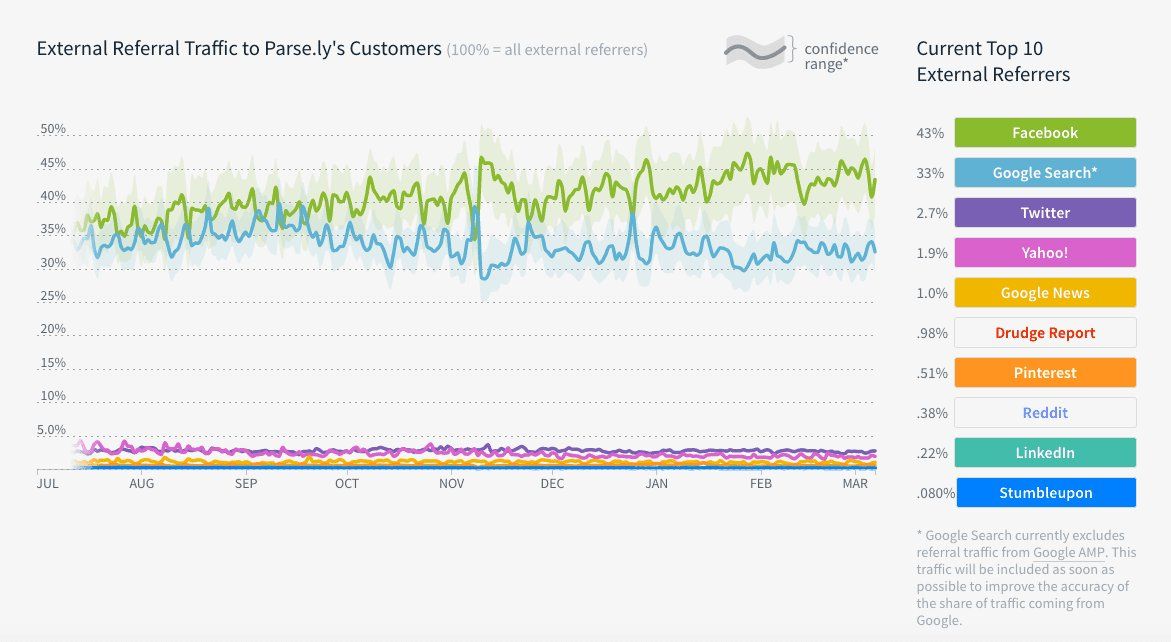 External Referral Traffic to Parse.ly's Customers (100% = all external referrers)
confidence
range*
50%
45%
40%
35%
30%
25%
20%
15%
10%
5.0%
JUL AUG SEP OCT NOV DEC JAN FEB MAR
Current Top 10
External Referrers
43% Facebook
33% Google Search*
2.7% Twitter
1.9% Yahoo!
1.0% Google News
.98% Drudge Report
.51% Pinterest
.38% Reddit
.22% LinkedIn
.080% Stumbleupon
* Google Search currently excludes
referral traffic from Google AMP. This
traffic will be included as soon as
possible to improve the accuracy of
the share of traffic coming from
Google.